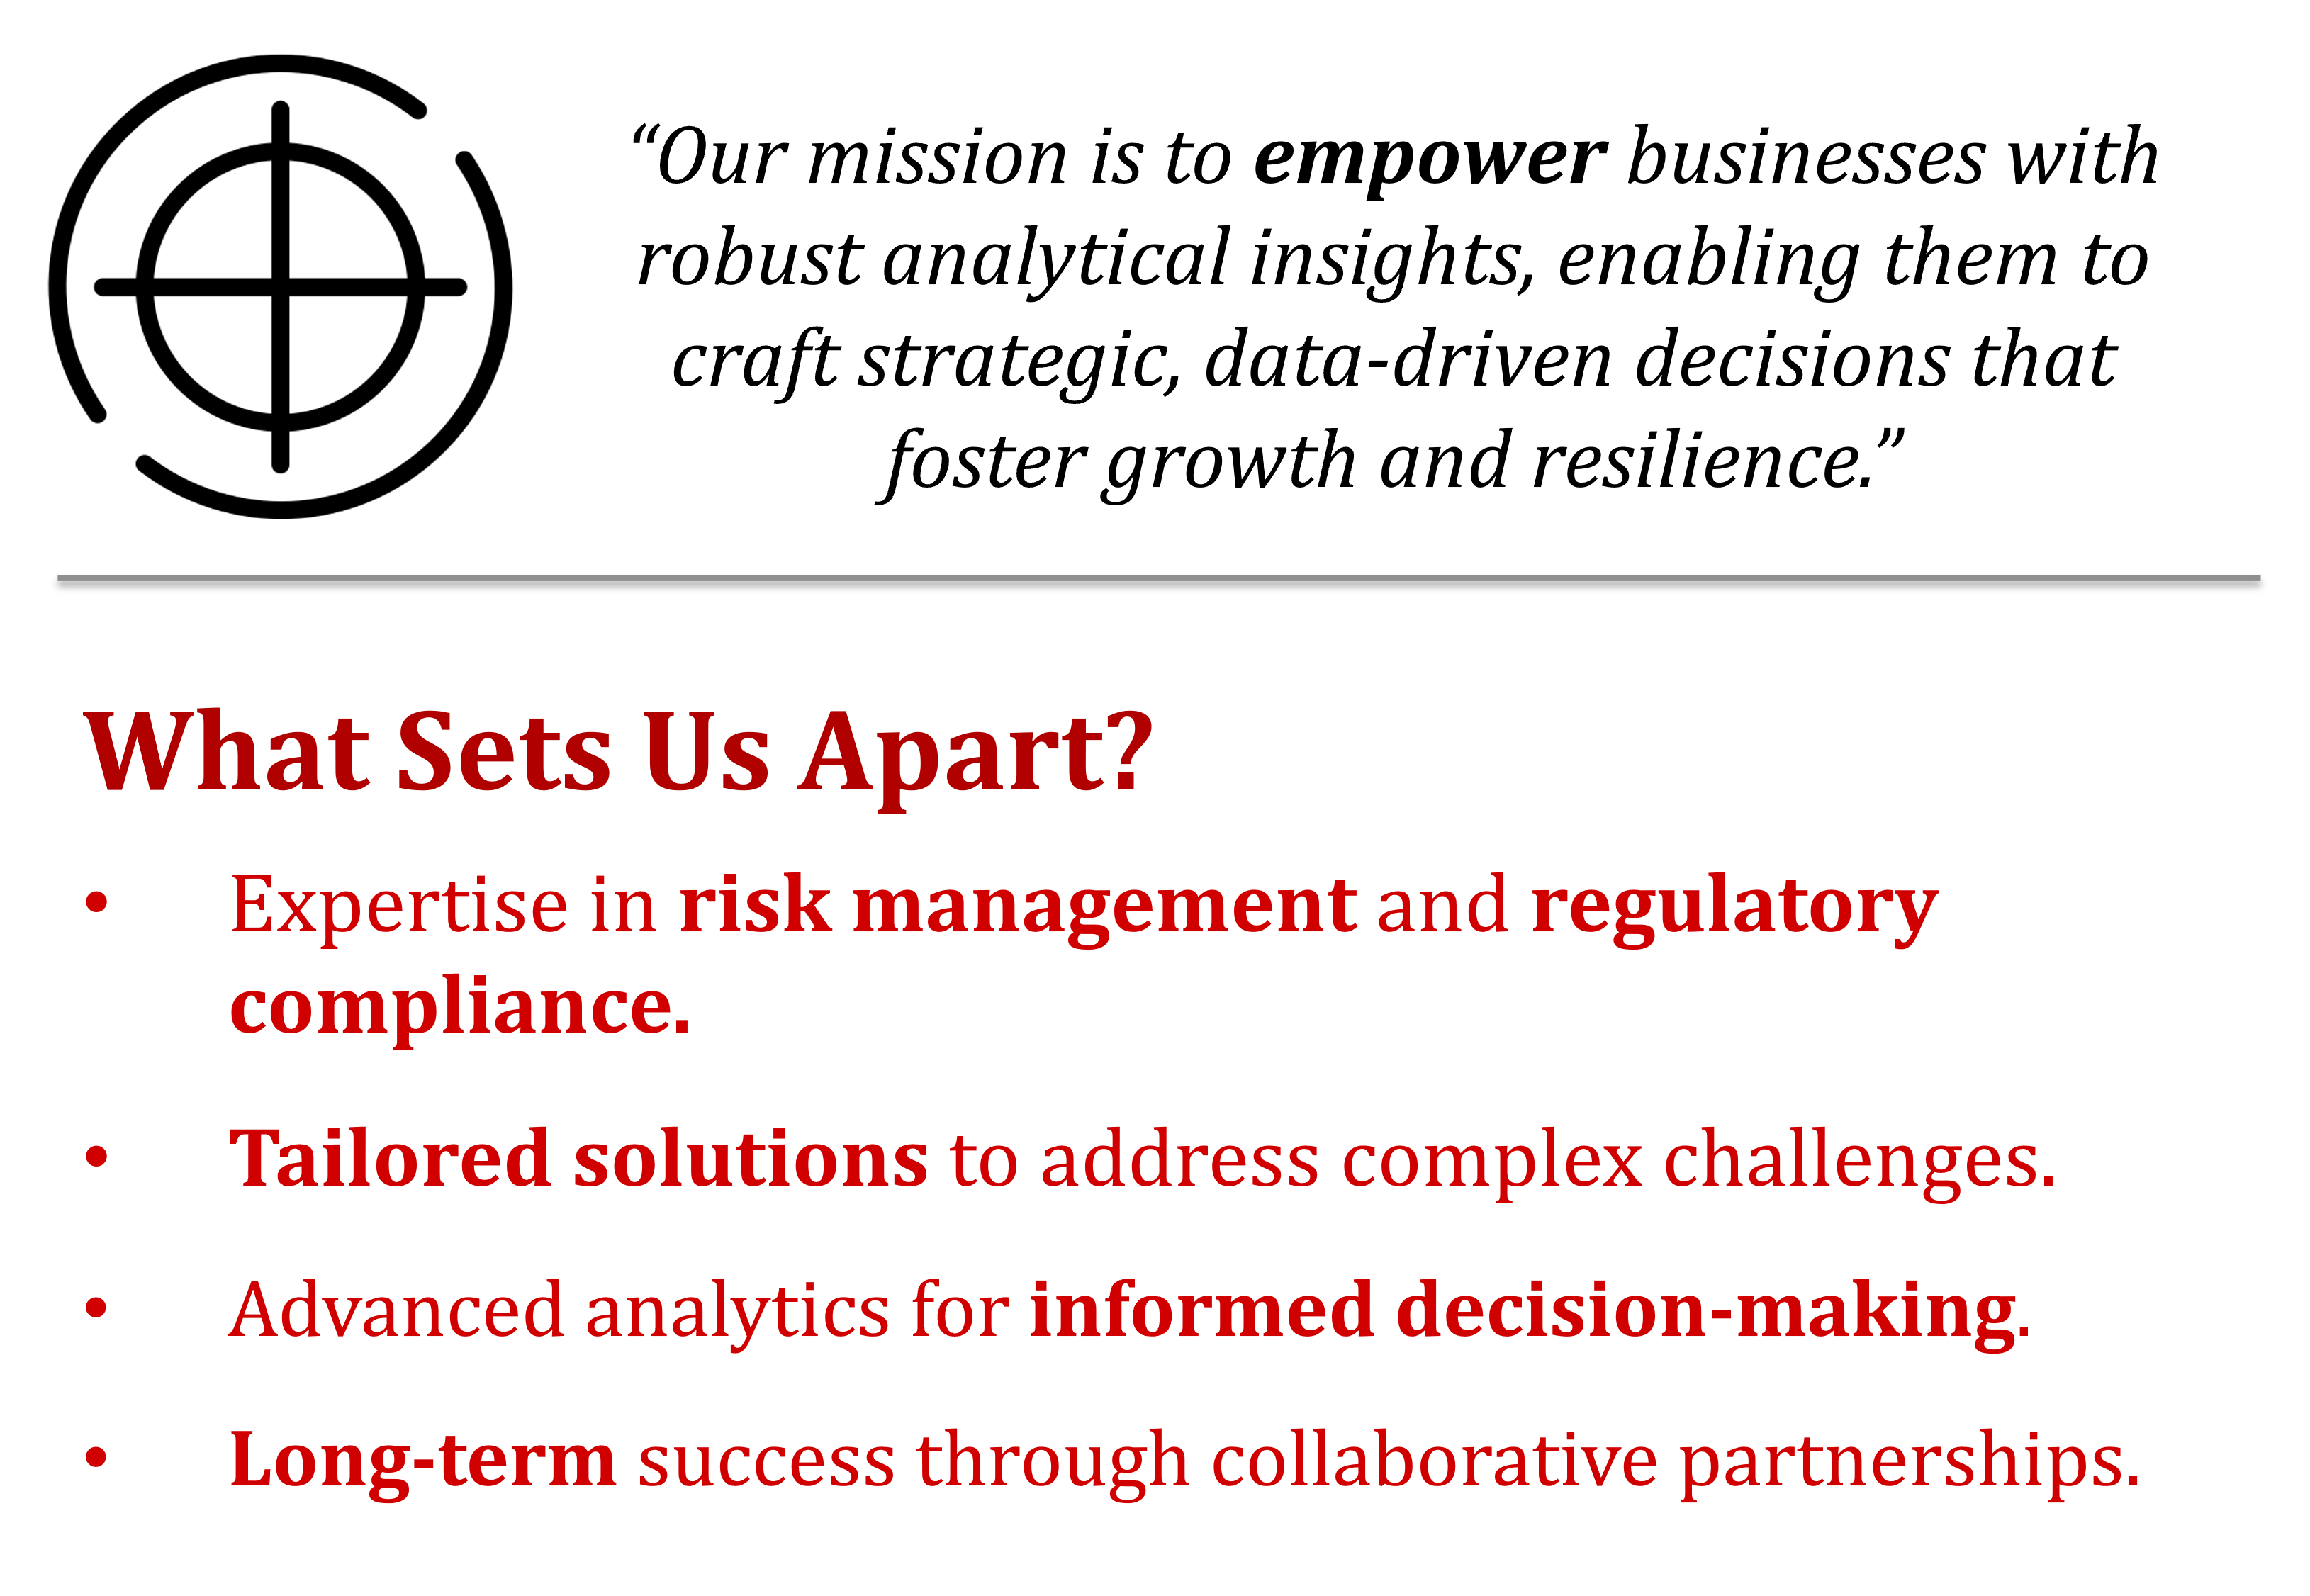 “Our mission is to empower businesses with
robust analytical insights, enabling them to
craft strategic, data-driven decisions that
foster growth and resilience.”
What Sets Us Apart?
• Expertise in risk management and regulatory
compliance.
• Tailored solutions to address complex challenges.
• Advanced analytics for informed decision-making.
• Long-term success through collaborative partnerships.